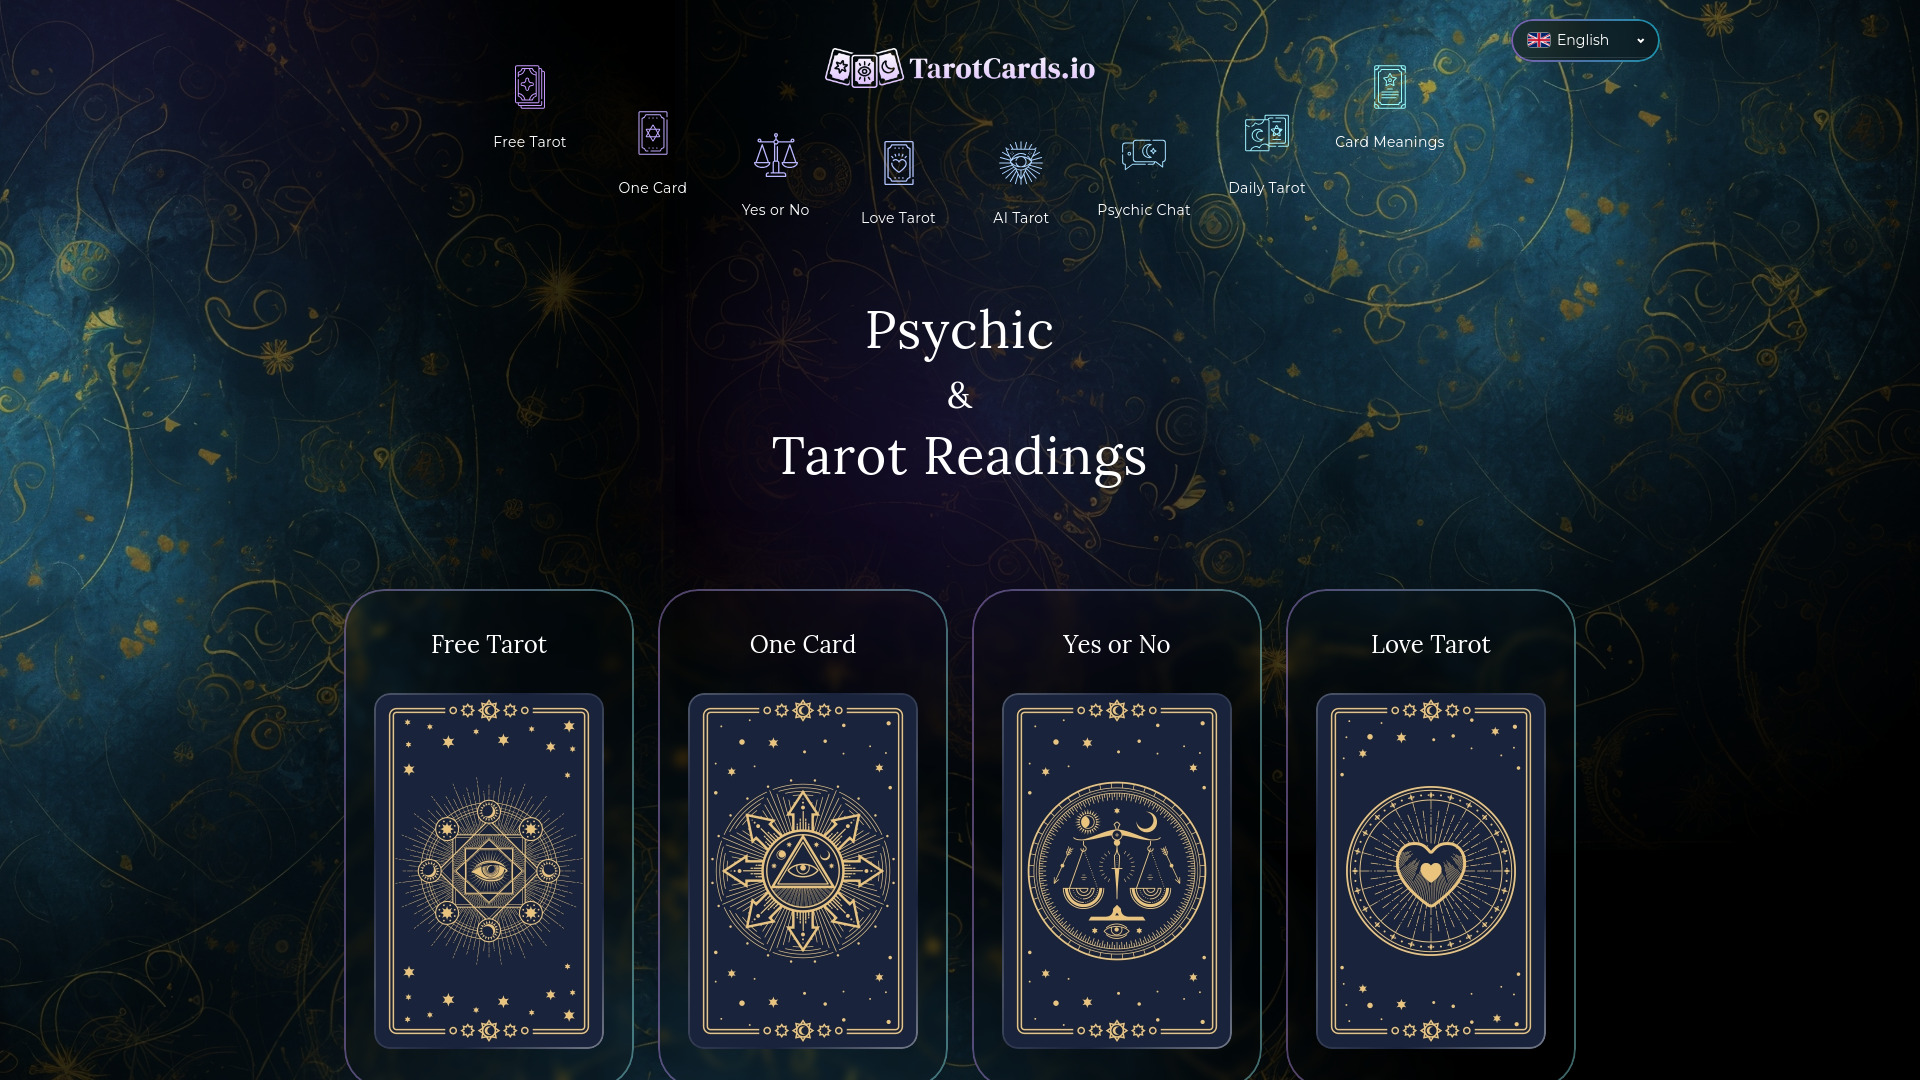 TarotCards.io
English
Free Tarot
One Card
Yes or No
Love Tarot
AI Tarot
Psychic Chat
Daily Tarot
Card Meanings
Psychic
&
Tarot Readings
Free Tarot
One Card
Yes or No
Love Tarot